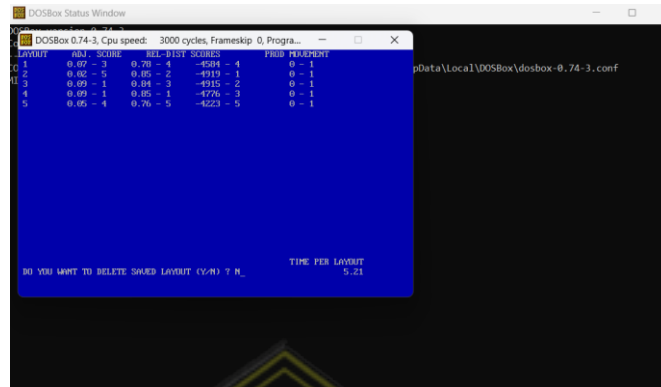 DOSBox Status Window
DOSBox version 0.74-3
DOSBox 0.74-3, Cpu speed: 3000 cycles, Frameskip 0, Progra...
LAYOUT ADJ. SCORE REL-DIST SCORES PROD MOVEMENT
1 0.07 - 3 0.78 - 4 -4584 - 4 0 - 1
2 0.02 - 5 0.85 - 2 -4919 - 1 0 - 1
3 0.09 - 1 0.84 - 3 -4915 - 2 0 - 1
4 0.09 - 1 0.85 - 1 -4776 - 3 0 - 1
5 0.05 - 4 0.76 - 5 -4223 - 5 0 - 1
pData\Local\DOSBox\dosbox-0.74-3.conf
TIME PER LAYOUT
DO YOU WANT TO DELETE SAVED LAYOUT (Y/N) ? N_ 5.21